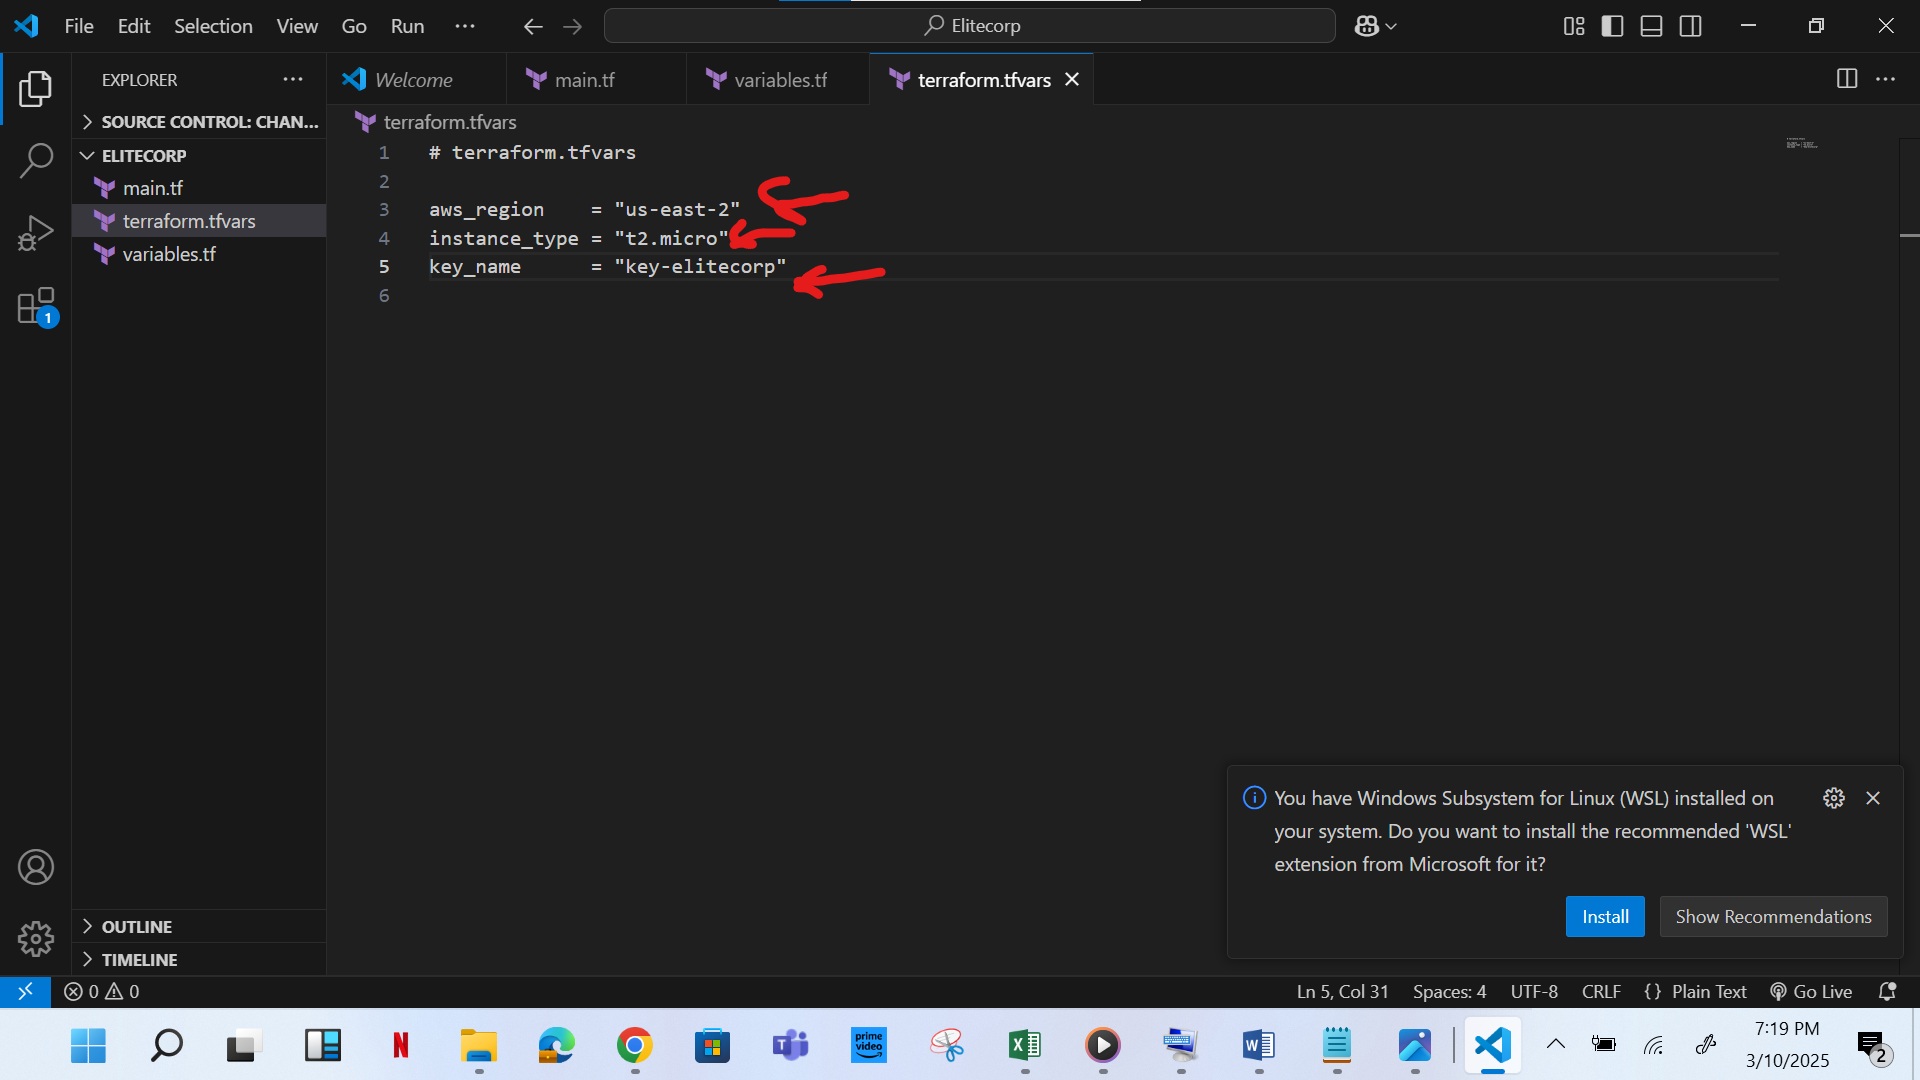 File Edit Selection View Go Run ··· Elitecorp
EXPLORER ···
Welcome main.tf variables.tf terraform.tfvars
SOURCE CONTROL: CHAN...
ELITECORP
main.tf
terraform.tfvars
variables.tf
terraform.tfvars
1 # terraform.tfvars
2
3 aws_region    = "us-east-2"
4 instance_type = "t2.micro"
5 key_name      = "key-elitecorp"
6
1
You have Windows Subsystem for Linux (WSL) installed on
your system. Do you want to install the recommended 'WSL'
extension from Microsoft for it?
Install Show Recommendations
OUTLINE
TIMELINE
0 0 Ln 5, Col 31 Spaces: 4 UTF-8 CRLF {} Plain Text Go Live
N prime video X W 7:19 PM
3/10/2025 2